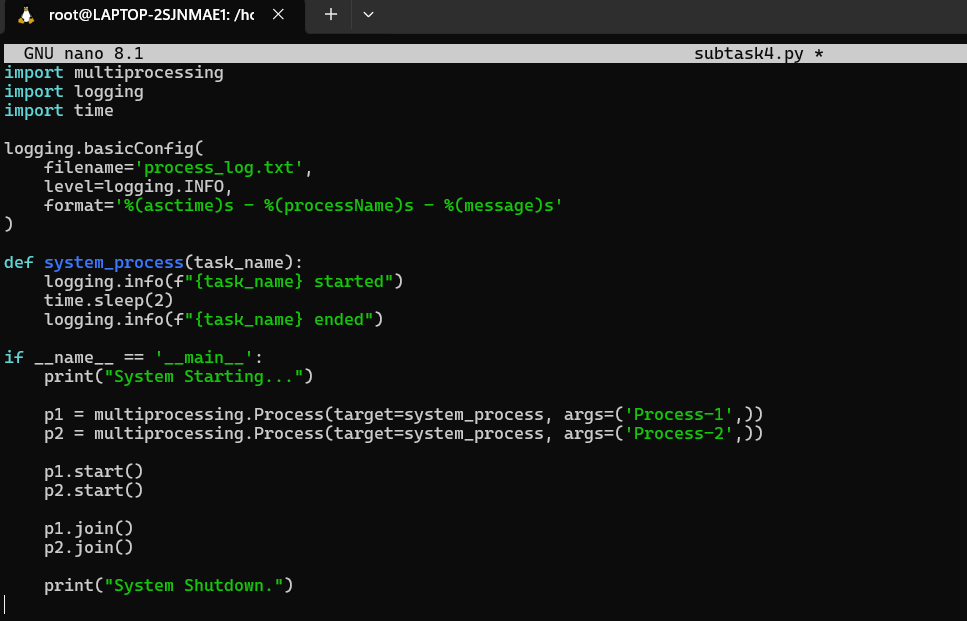 root@LAPTOP-2SJNMAE1: /hc
GNU nano 8.1 subtask4.py *
import multiprocessing
import logging
import time

logging.basicConfig(
    filename='process_log.txt',
    level=logging.INFO,
    format='%(asctime)s - %(processName)s - %(message)s'
)

def system_process(task_name):
    logging.info(f"{task_name} started")
    time.sleep(2)
    logging.info(f"{task_name} ended")

if __name__ == '__main__':
    print("System Starting...")

    p1 = multiprocessing.Process(target=system_process, args=('Process-1',))
    p2 = multiprocessing.Process(target=system_process, args=('Process-2',))

    p1.start()
    p2.start()

    p1.join()
    p2.join()

    print("System Shutdown.")